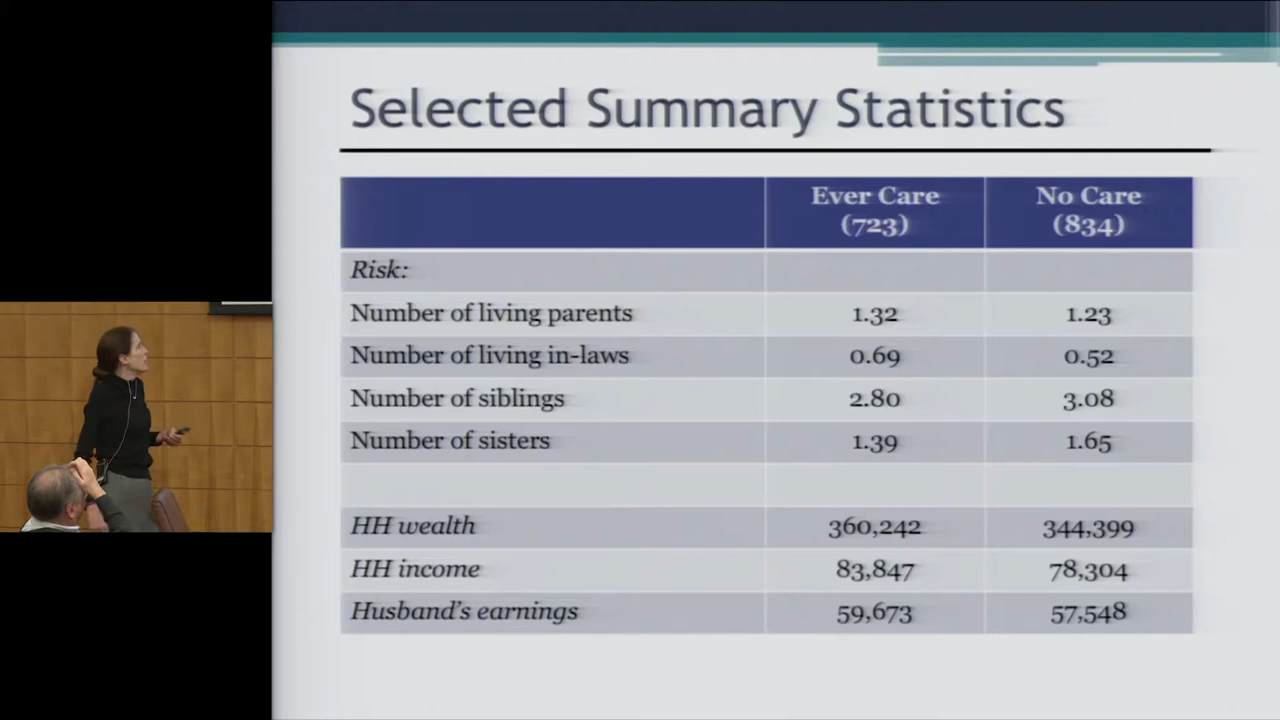 Selected Summary Statistics
Ever Care No Care
(723) (834)
Risk:
Number of living parents 1.32 1.23
Number of living in-laws 0.69 0.52
Number of siblings 2.80 3.08
Number of sisters 1.39 1.65
HH wealth 360,242 344,399
HH income 83,847 78,304
Husband's earnings 59,673 57,548